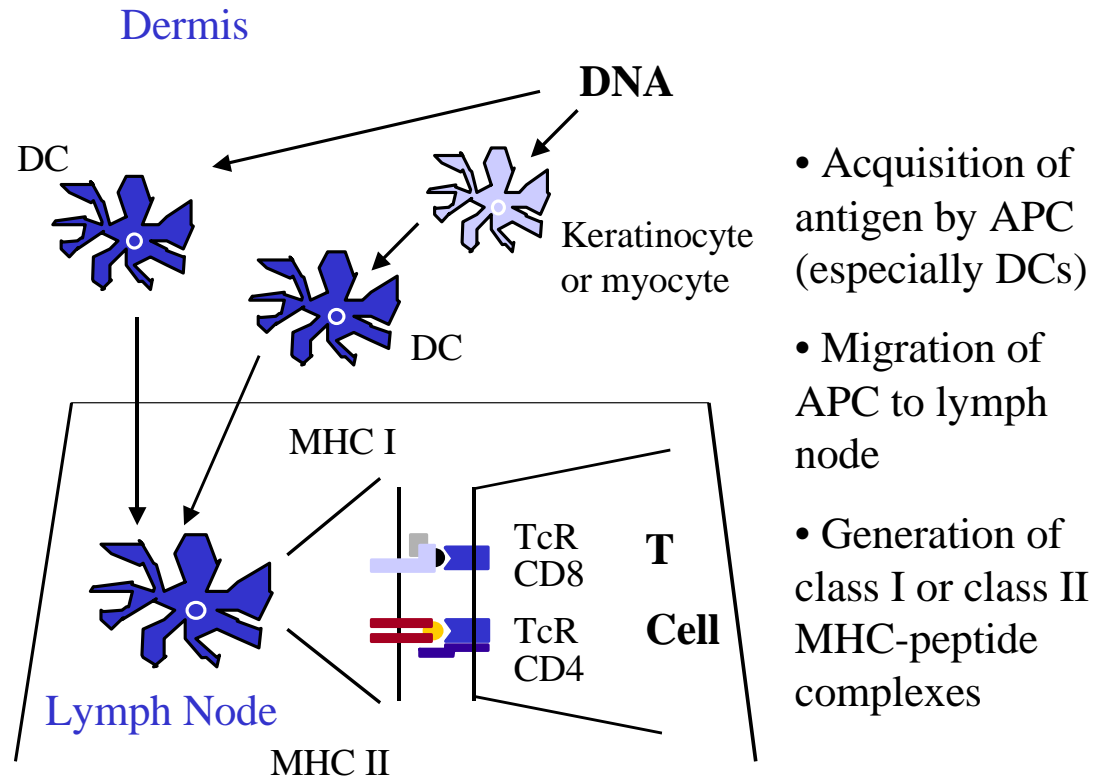 Dermis
DNA
DC
Keratinocyte
or myocyte
DC
MHC I
TcR
CD8
T
Cell
TcR
CD4
Lymph Node
MHC II
• Acquisition of
antigen by APC
(especially DCs)
• Migration of
APC to lymph
node
• Generation of
class I or class II
MHC-peptide
complexes